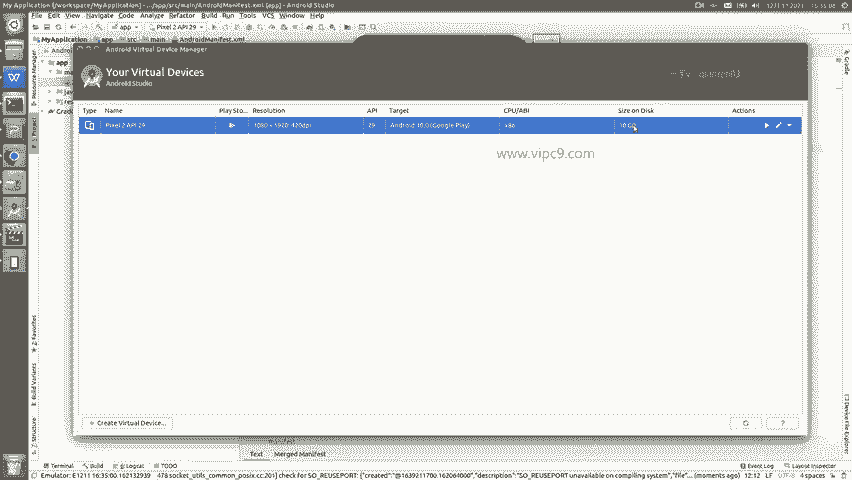 My Application [/workspace/MyApplication] - .../app/src/main/AndroidManifest.xml [app] - Android Studio
File Edit View Navigate Code Analyze Refactor Build Run Tools VCS Window Help
MyApplication app src main AndroidManifest.xml
app Pixel 2 API 29
Android Virtual Device Manager
Your Virtual Devices
Android Studio
Type Name Play Sto... Resolution API Target CPU/ABI Size on Disk Actions
Pixel 2 API 29 1080 × 1920: 420dpi 29 Android 10.0 (Google Play) x86 10 GB
www.vipc9.com
+ Create Virtual Device...
?
Resource Manager
1: Project
2: Favorites
Build Variants
7: Structure
Gradle
Device File Explorer
Text Merged Manifest
Terminal Build 6: Logcat TODO Event Log Layout Inspector
Emulator: E1211 16:35:00.162132939 478 socket_utils_common_posix.cc:201] check for SO_REUSEPORT: {"created":"@1639211700.162064000","description":"SO_REUSEPORT unavailable on compiling system","file"... (moments ago) 12:12 LF UTF-8 4 spaces